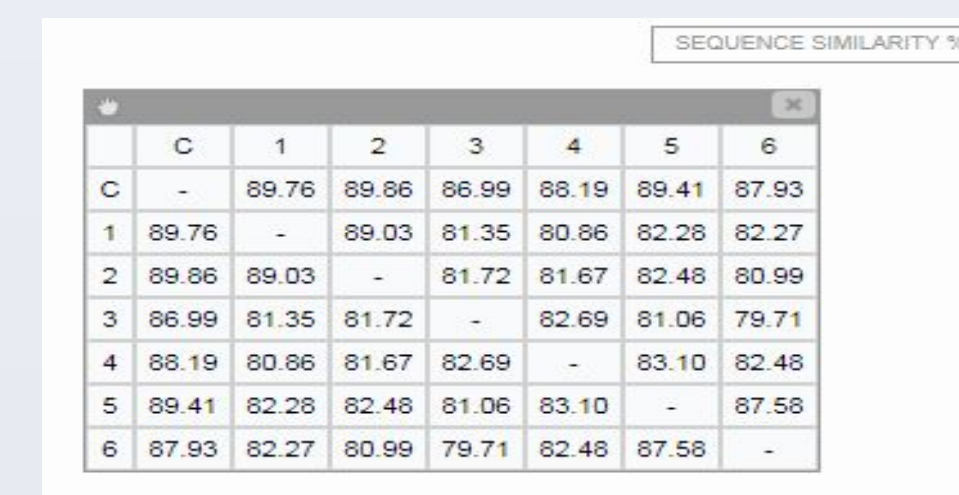 SEQUENCE SIMILARITY %
C 1 2 3 4 5 6
C - 89.76 89.86 86.99 88.19 89.41 87.93
1 89.76 - 89.03 81.35 80.86 82.28 82.27
2 89.86 89.03 - 81.72 81.67 82.48 80.99
3 86.99 81.35 81.72 - 82.69 81.06 79.71
4 88.19 80.86 81.67 82.69 - 83.10 82.48
5 89.41 82.28 82.48 81.06 83.10 - 87.58
6 87.93 82.27 80.99 79.71 82.48 87.58 -